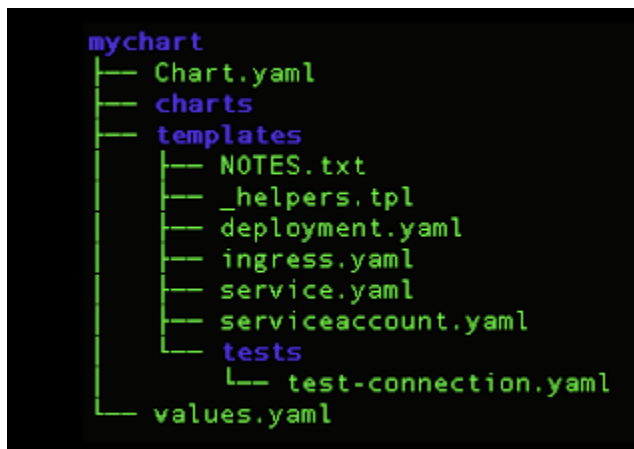 mychart
├── Chart.yaml
├── charts
├── templates
│   ├── NOTES.txt
│   ├── _helpers.tpl
│   ├── deployment.yaml
│   ├── ingress.yaml
│   ├── service.yaml
│   ├── serviceaccount.yaml
│   └── tests
│       └── test-connection.yaml
└── values.yaml